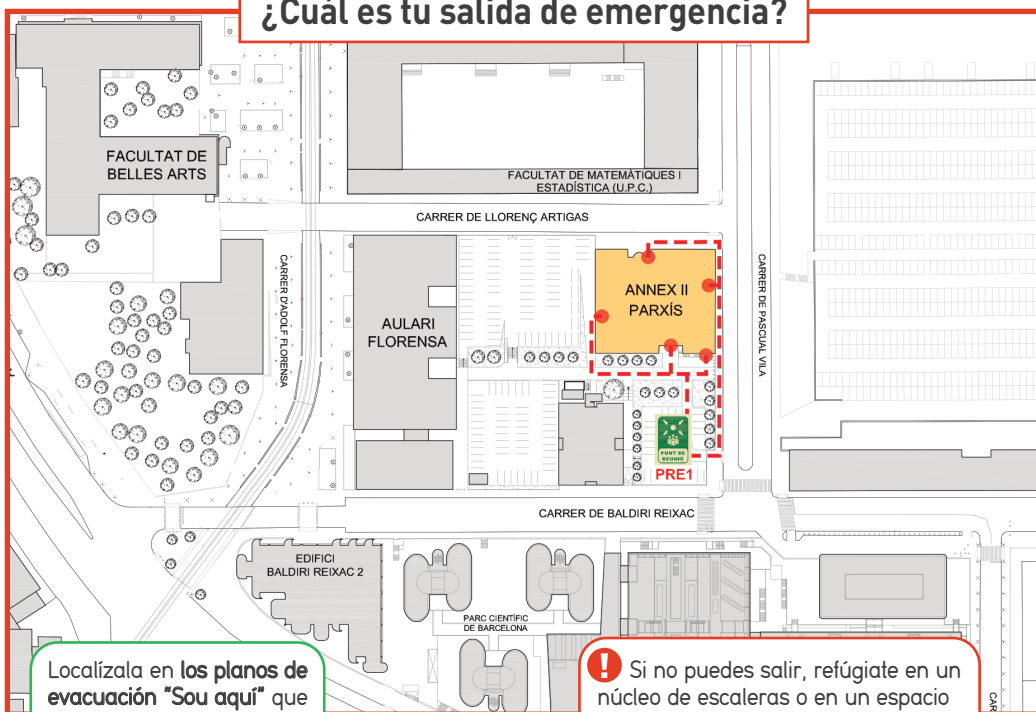 ¿Cuál es tu salida de emergencia?
FACULTAT DE
BELLES ARTS
FACULTAT DE MATEMÀTIQUES I
ESTADÍSTICA (U.P.C.)
CARRER DE LLORENÇ ARTIGAS
CARRER D'ADOLF FLORENSA
AULARI
FLORENSA
ANNEX II
PARXÍS
CARRER DE PASCUAL VILA
PUNT DE
REUNIÓ
PRE1
CARRER DE BALDIRI REIXAC
EDIFICI
BALDIRI REIXAC 2
PARC CIENTÍFIC
DE BARCELONA
Localízala en los planos de
evacuación "Sou aquí" que
! Si no puedes salir, refúgiate en un
núcleo de escaleras o en un espacio
CAR